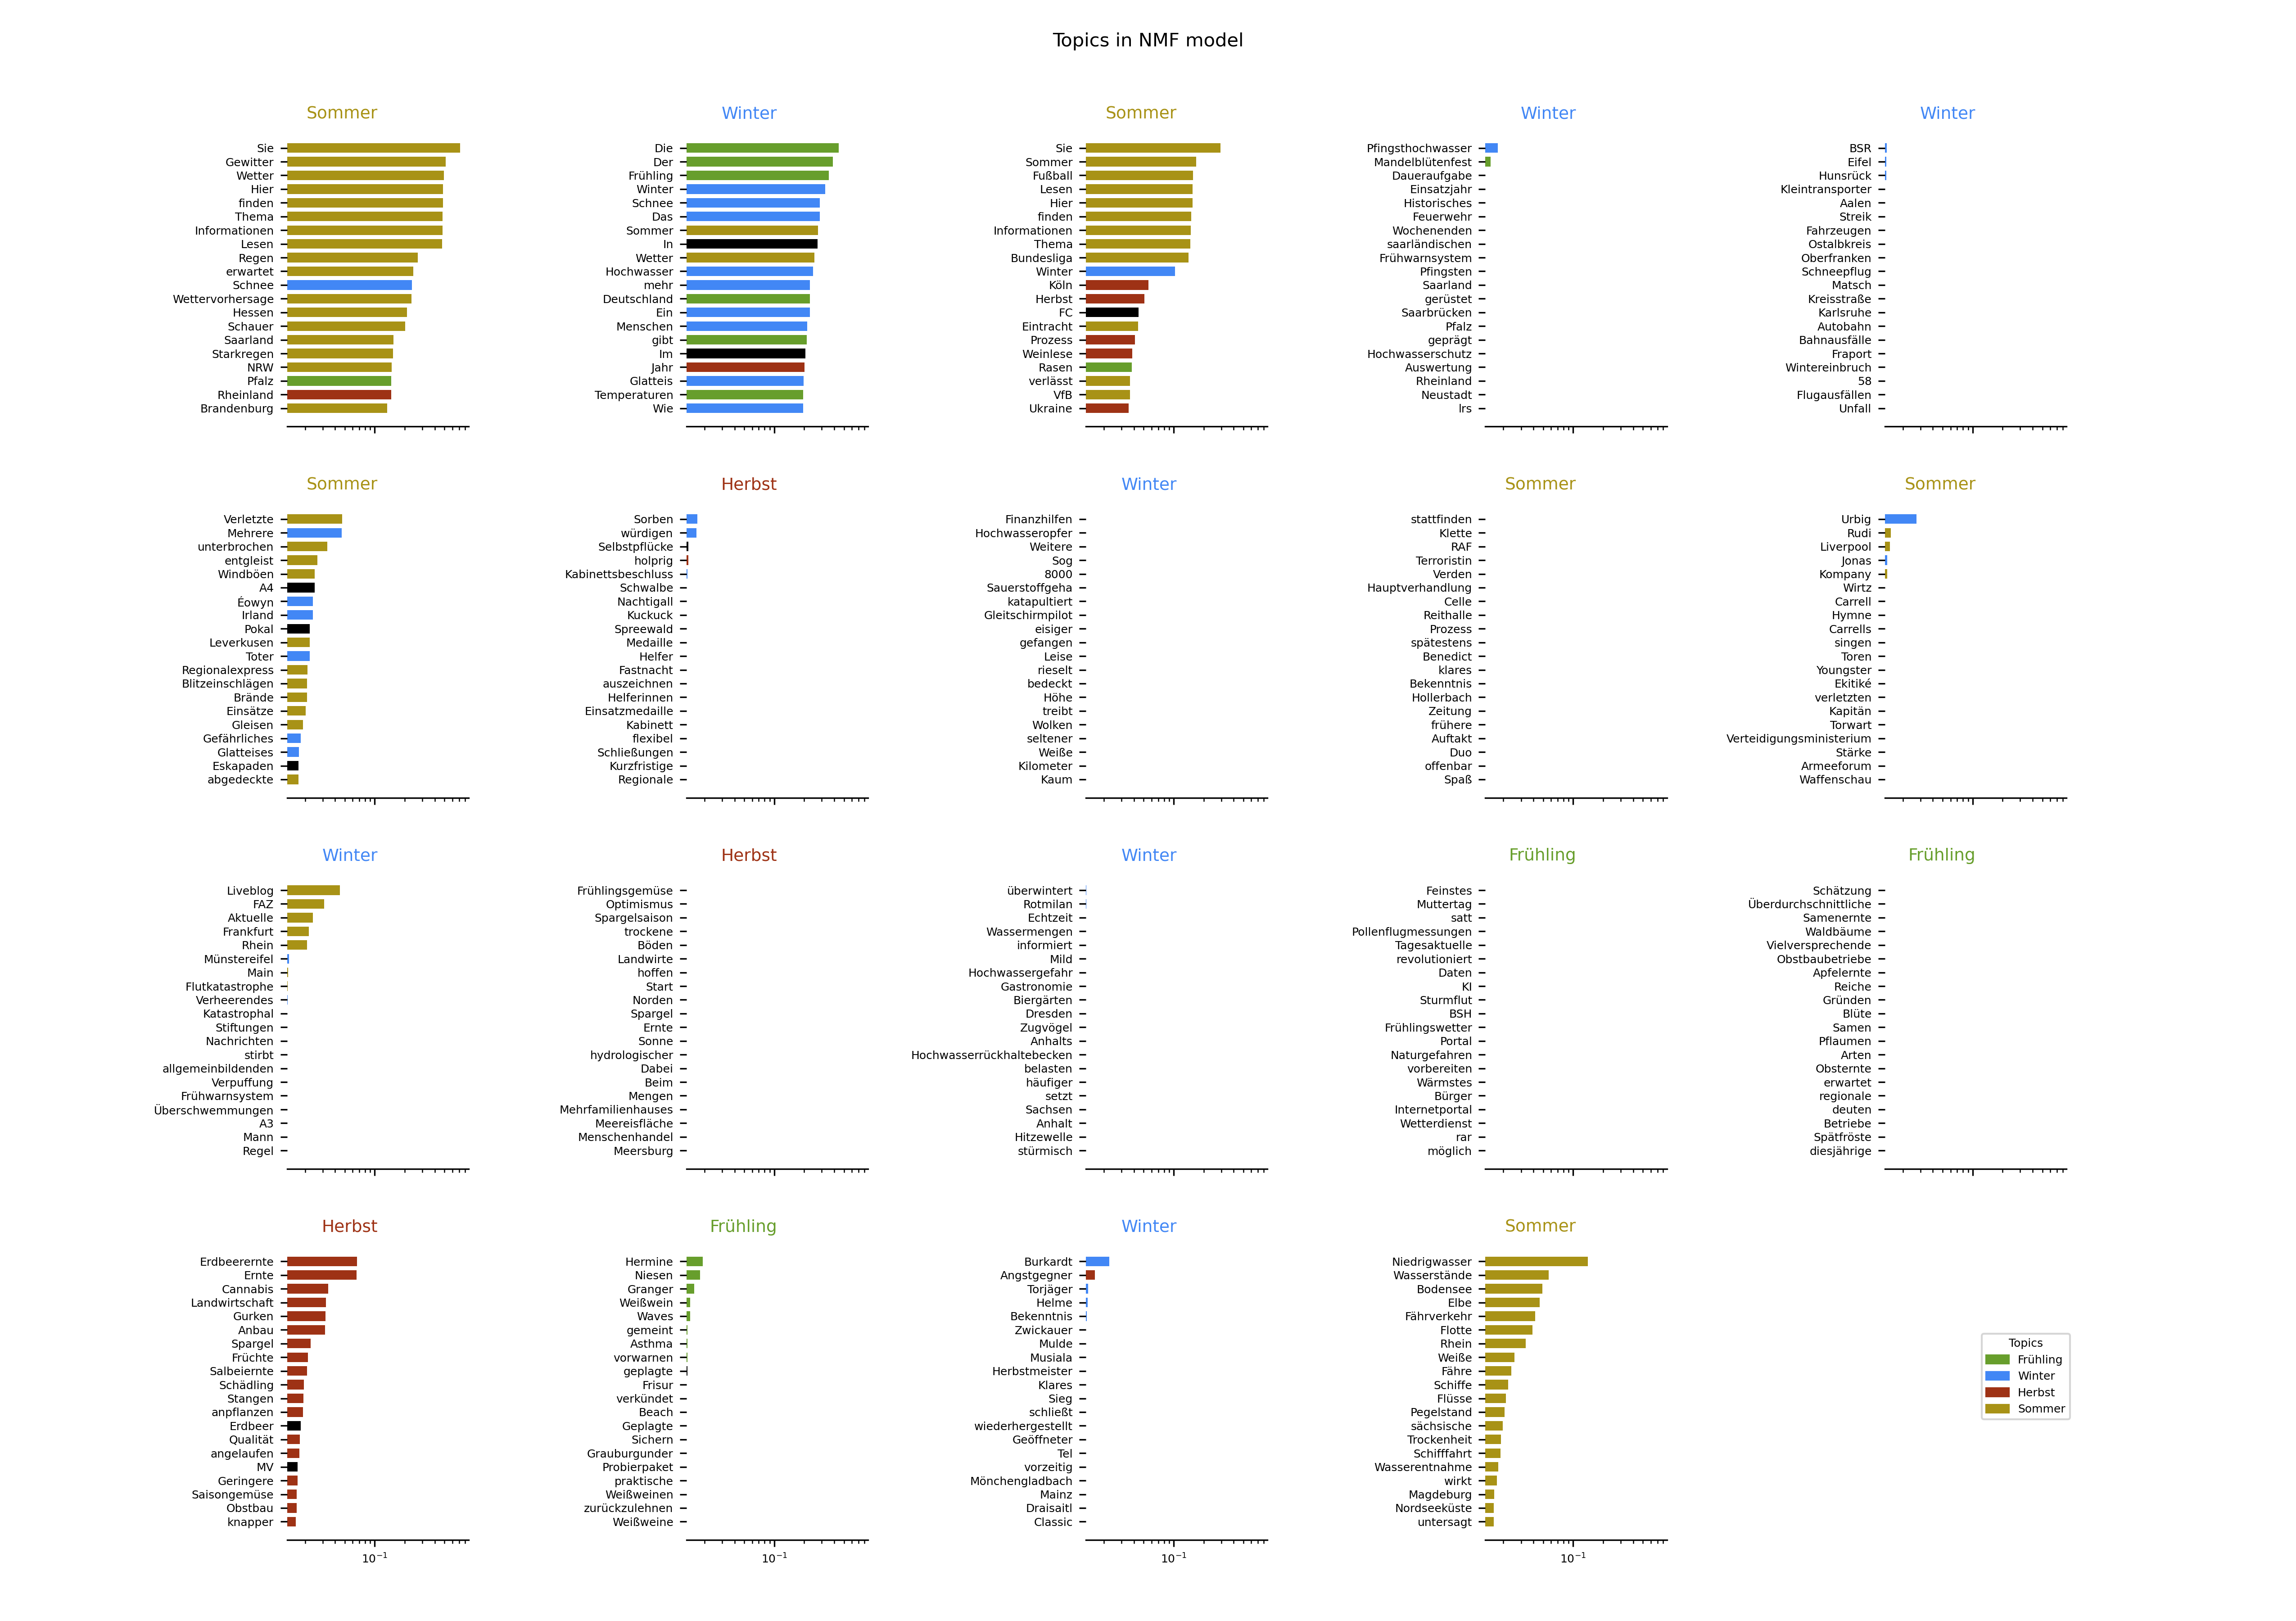 Topics in NMF model
Sommer
Sie
Gewitter
Wetter
Hier
finden
Thema
Informationen
Lesen
Regen
erwartet
Schnee
Wettervorhersage
Hessen
Schauer
Saarland
Starkregen
NRW
Pfalz
Rheinland
Brandenburg
Winter
Die
Der
Frühling
Winter
Schnee
Das
Sommer
In
Wetter
Hochwasser
mehr
Deutschland
Ein
Menschen
gibt
Im
Jahr
Glatteis
Temperaturen
Wie
Sommer
Sie
Sommer
Fußball
Lesen
Hier
finden
Informationen
Thema
Bundesliga
Winter
Köln
Herbst
FC
Eintracht
Prozess
Weinlese
Rasen
verlässt
VfB
Ukraine
Winter
Pfingsthochwasser
Mandelblütenfest
Daueraufgabe
Einsatzjahr
Historisches
Feuerwehr
Wochenenden
saarländischen
Frühwarnsystem
Pfingsten
Saarland
gerüstet
Saarbrücken
Pfalz
geprägt
Hochwasserschutz
Auswertung
Rheinland
Neustadt
Irs
Winter
BSR
Eifel
Hunsrück
Kleintransporter
Aalen
Streik
Fahrzeugen
Ostalbkreis
Oberfranken
Schneepflug
Matsch
Kreisstraße
Karlsruhe
Autobahn
Bahnausfälle
Fraport
Wintereinbruch
58
Flugausfällen
Unfall
Sommer
Verletzte
Mehrere
unterbrochen
entgleist
Windböen
A4
Éowyn
Irland
Pokal
Leverkusen
Toter
Regionalexpress
Blitzeinschlägen
Brände
Einsätze
Gleisen
Gefährliches
Glatteises
Eskapaden
abgedeckte
Herbst
Sorben
würdigen
Selbstpflücke
holprig
Kabinettsbeschluss
Schwalbe
Nachtigall
Kuckuck
Spreewald
Medaille
Helfer
Fastnacht
auszeichnen
Helferinnen
Einsatzmedaille
Kabinett
flexibel
Schließungen
Kurzfristige
Regionale
Winter
Finanzhilfen
Hochwasseropfer
Weitere
Sog
8000
Sauerstoffgeha
katapultiert
Gleitschirmpilot
eisiger
gefangen
Leise
rieselt
bedeckt
Höhe
treibt
Wolken
seltener
Weiße
Kilometer
Kaum
Sommer
stattfinden
Klette
RAF
Terroristin
Verden
Hauptverhandlung
Celle
Reithalle
Prozess
spätestens
Benedict
klares
Bekenntnis
Hollerbach
Zeitung
frühere
Auftakt
Duo
offenbar
Spaß
Sommer
Urbig
Rudi
Liverpool
Jonas
Kompany
Wirtz
Carrell
Hymne
Carrells
singen
Toren
Youngster
Ekitiké
verletzten
Kapitän
Torwart
Verteidigungsministerium
Stärke
Armeeforum
Waffenschau
Winter
Liveblog
FAZ
Aktuelle
Frankfurt
Rhein
Münstereifel
Main
Flutkatastrophe
Verheerendes
Katastrophal
Stiftungen
Nachrichten
stirbt
allgemeinbildenden
Verpuffung
Frühwarnsystem
Überschwemmungen
A3
Mann
Regel
Herbst
Frühlingsgemüse
Optimismus
Spargelsaison
trockene
Böden
Landwirte
hoffen
Start
Norden
Spargel
Ernte
Sonne
hydrologischer
Dabei
Beim
Mengen
Mehrfamilienhauses
Meereisfläche
Menschenhandel
Meersburg
Winter
überwintert
Rotmilan
Echtzeit
Wassermengen
informiert
Mild
Hochwassergefahr
Gastronomie
Biergärten
Dresden
Zugvögel
Anhalts
Hochwasserrückhaltebecken
belasten
häufiger
setzt
Sachsen
Anhalt
Hitzewelle
stürmisch
Frühling
Feinstes
Muttertag
satt
Pollenflugmessungen
Tagesaktuelle
revolutioniert
Daten
KI
Sturmflut
BSH
Frühlingswetter
Portal
Naturgefahren
vorbereiten
Wärmstes
Bürger
Internetportal
Wetterdienst
rar
möglich
Frühling
Schätzung
Überdurchschnittliche
Samenernte
Waldbäume
Vielversprechende
Obstbaubetriebe
Apfelernte
Reiche
Gründen
Blüte
Samen
Pflaumen
Arten
Obsternte
erwartet
regionale
deuten
Betriebe
Spätfröste
diesjährige
Herbst
Erdbeerernte
Ernte
Cannabis
Landwirtschaft
Gurken
Anbau
Spargel
Früchte
Salbeiernte
Schädling
Stangen
anpflanzen
Erdbeer
Qualität
angelaufen
MV
Geringere
Saisongemüse
Obstbau
knapper
10⁻¹
Frühling
Hermine
Niesen
Granger
Weißwein
Waves
gemeint
Asthma
vorwarnen
geplagte
Frisur
verkündet
Beach
Geplagte
Sichern
Grauburgunder
Probierpaket
praktische
Weißweinen
zurückzulehnen
Weißweine
10⁻¹
Winter
Burkardt
Angstgegner
Torjäger
Helme
Bekenntnis
Zwickauer
Mulde
Musiala
Herbstmeister
Klares
Sieg
schließt
wiederhergestellt
Geöffneter
Tel
vorzeitig
Mönchengladbach
Mainz
Draisaitl
Classic
10⁻¹
Sommer
Niedrigwasser
Wasserstände
Bodensee
Elbe
Fährverkehr
Flotte
Rhein
Weiße
Fähre
Schiffe
Flüsse
Pegelstand
sächsische
Trockenheit
Schifffahrt
Wasserentnahme
wirkt
Magdeburg
Nordseeküste
untersagt
10⁻¹
Topics
Frühling
Winter
Herbst
Sommer